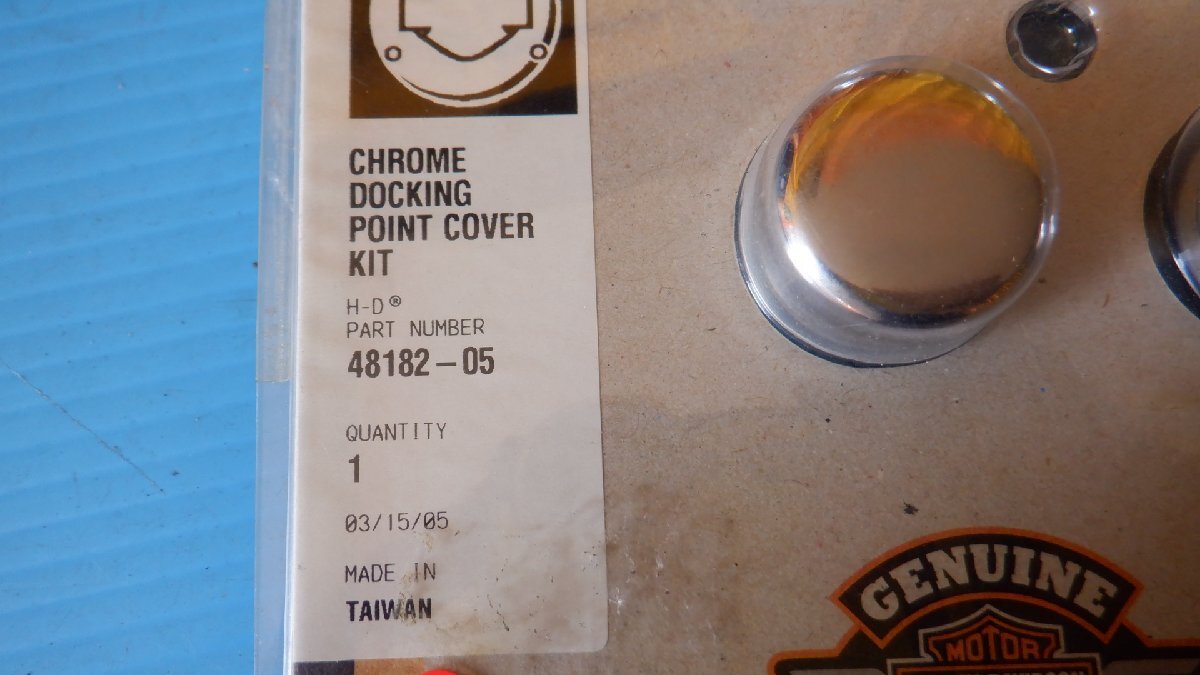 CHROME
DOCKING
POINT COVER
KIT
H-D®
PART NUMBER
48182-05
QUANTITY
1
03/15/05
MADE IN
TAIWAN
GENUINE
MOTOR